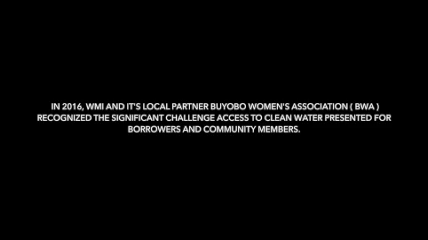 IN 2016, WMI AND IT'S LOCAL PARTNER BUYOBO WOMEN'S ASSOCIATION ( BWA )
RECOGNIZED THE SIGNIFICANT CHALLENGE ACCESS TO CLEAN WATER PRESENTED FOR
BORROWERS AND COMMUNITY MEMBERS.